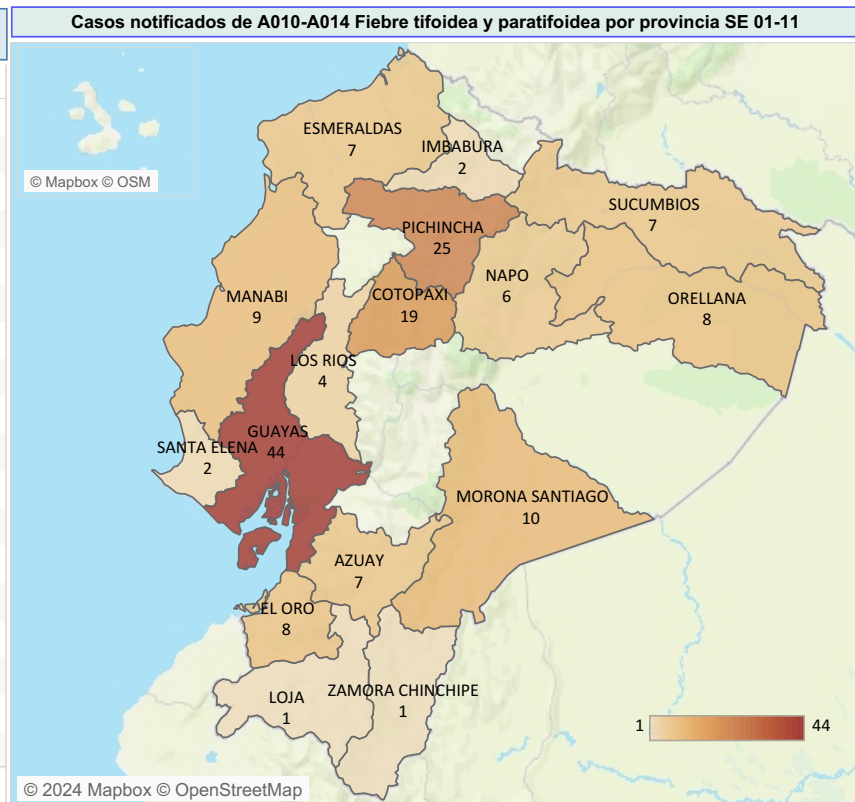 Casos notificados de A010-A014 Fiebre tifoidea y paratifoidea por provincia SE 01-11
© Mapbox © OSM
ESMERALDAS
7
IMBABURA
2
SUCUMBIOS
7
PICHINCHA
25
NAPO
6
COTOPAXI
19
ORELLANA
8
MANABI
9
LOS RIOS
4
GUAYAS
44
SANTA ELENA
2
MORONA SANTIAGO
10
AZUAY
7
EL ORO
8
LOJA
1
ZAMORA CHINCHIPE
1
1 44
© 2024 Mapbox © OpenStreetMap